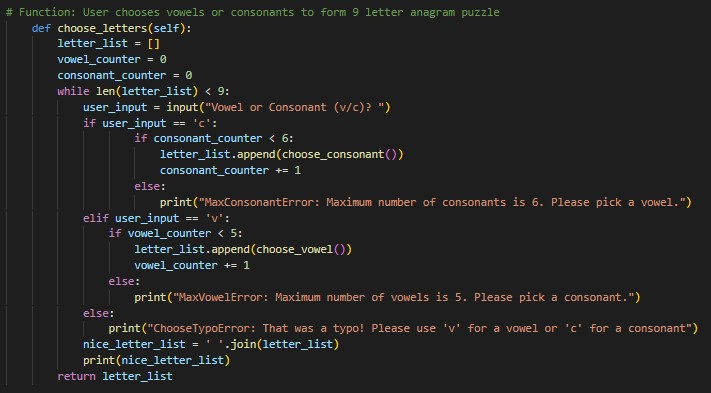 # Function: User chooses vowels or consonants to form 9 letter anagram puzzle
    def choose_letters(self):
        letter_list = []
        vowel_counter = 0
        consonant_counter = 0
        while len(letter_list) < 9:
            user_input = input("Vowel or Consonant (v/c)? ")
            if user_input == 'c':
                    if consonant_counter < 6:
                        letter_list.append(choose_consonant())
                        consonant_counter += 1
                    else:
                        print("MaxConsonantError: Maximum number of consonants is 6. Please pick a vowel.")
            elif user_input == 'v':
                if vowel_counter < 5:
                    letter_list.append(choose_vowel())
                    vowel_counter += 1
                else:
                    print("MaxVowelError: Maximum number of vowels is 5. Please pick a consonant.")
            else:
                print("ChooseTypoError: That was a typo! Please use 'v' for a vowel or 'c' for a consonant")
            nice_letter_list = ' '.join(letter_list)
            print(nice_letter_list)
        return letter_list